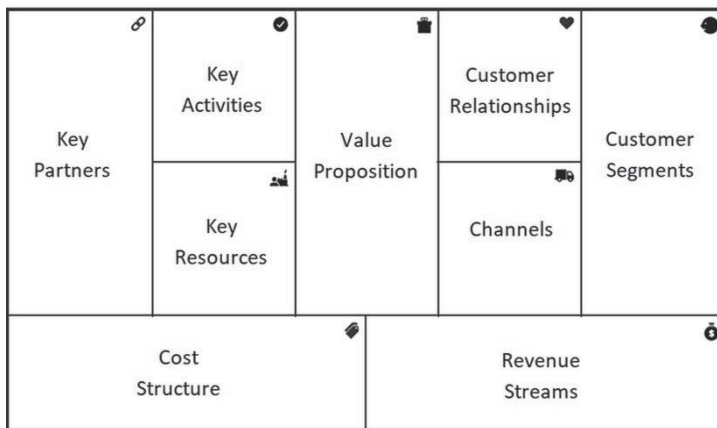 Key
Partners
Key
Activities
Key
Resources
Value
Proposition
Customer
Relationships
Channels
Customer
Segments
Cost
Structure
Revenue
Streams